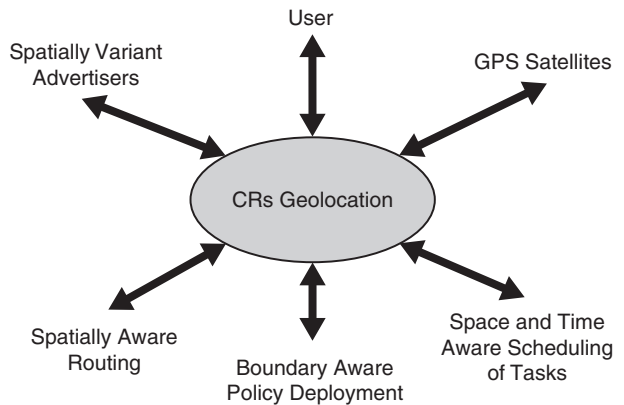 User
Spatially Variant
Advertisers
GPS Satellites
CRs Geolocation
Spatially Aware
Routing
Boundary Aware
Policy Deployment
Space and Time
Aware Scheduling
of Tasks